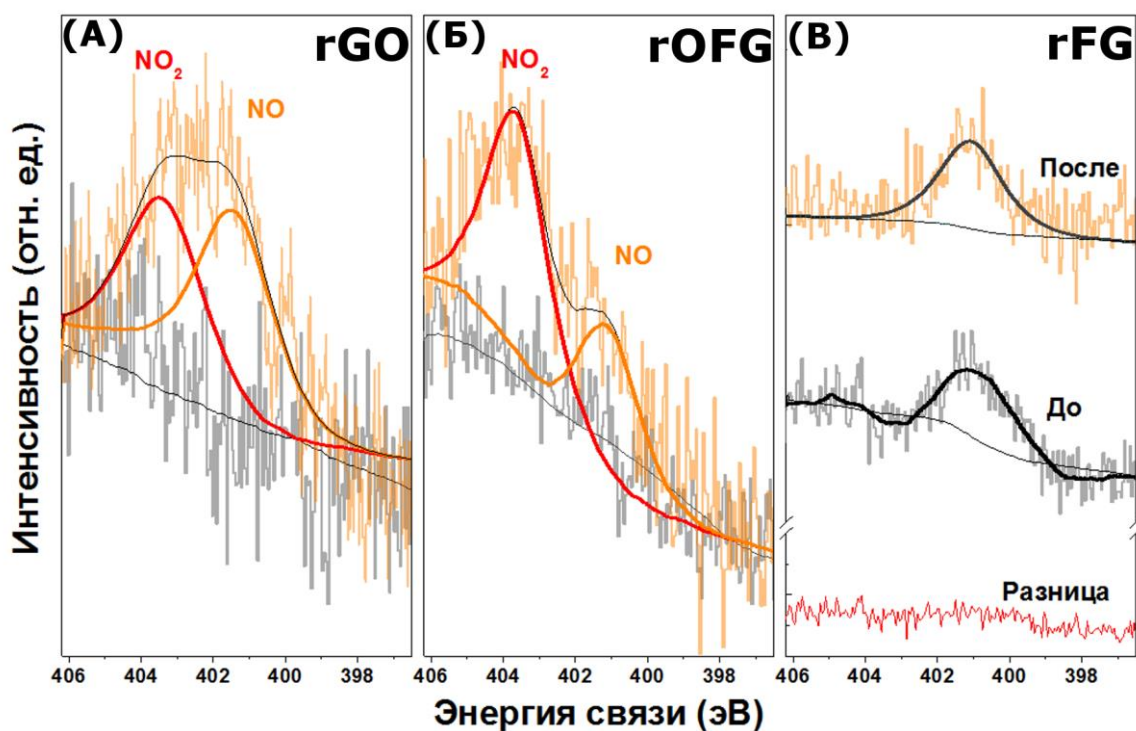 (А) rGO
NO₂
NO
(Б) rOFG
NO₂
NO
(В) rFG
После
До
Разница
Интенсивность (отн. ед.)
406 404 402 400 398
406 404 402 400 398
406 404 402 400 398
Энергия связи (эВ)